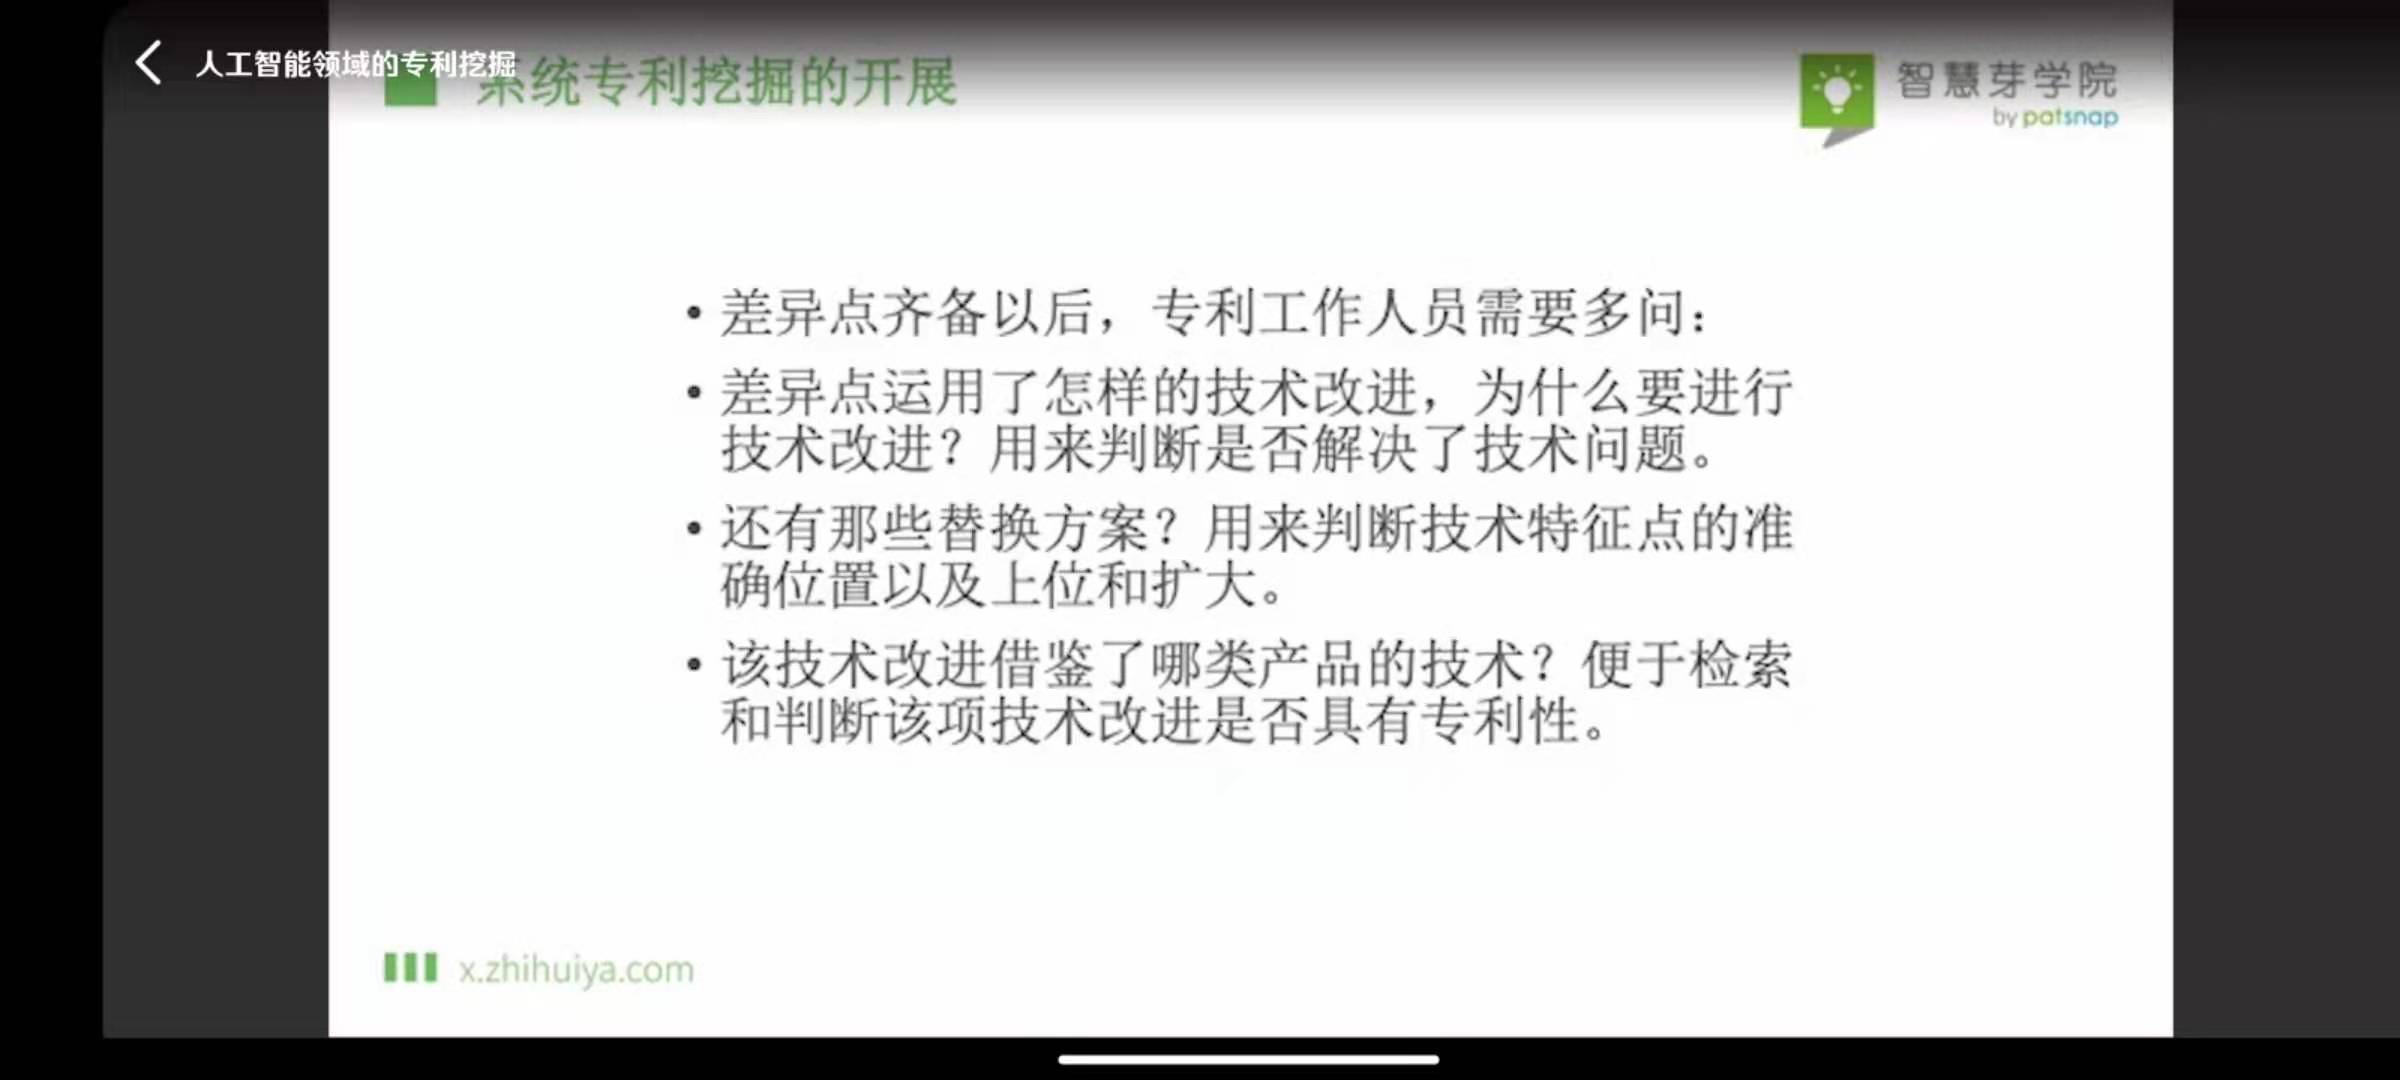 人工智能领域的专利挖掘
系统专利挖掘的开展
智慧芽学院
by patsnap
• 差异点齐备以后，专利工作人员需要多问：
• 差异点运用了怎样的技术改进，为什么要进行
技术改进？用来判断是否解决了技术问题。
• 还有那些替换方案？用来判断技术特征点的准
确位置以及上位和扩大。
• 该技术改进借鉴了哪类产品的技术？便于检索
和判断该项技术改进是否具有专利性。
x.zhihuiya.com